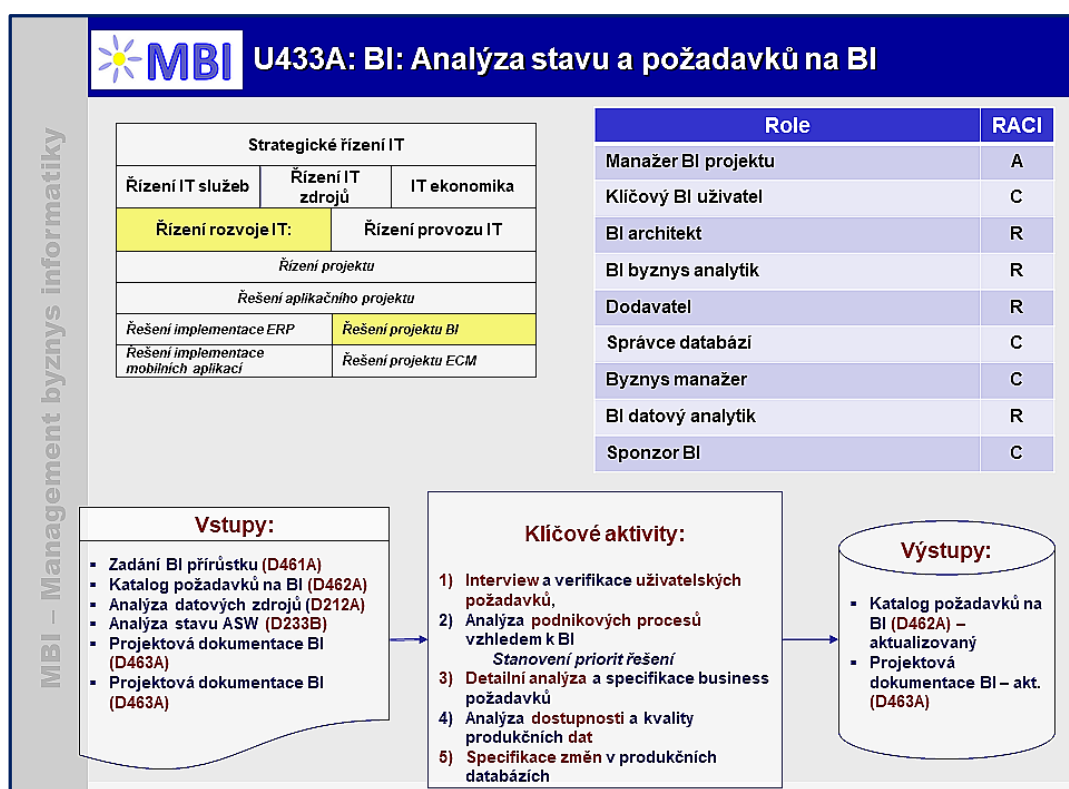 MBI
U433A: BI: Analýza stavu a požadavků na BI
MBI – Management byznys informatiky
Strategické řízení IT
Řízení IT služeb
Řízení IT
zdrojů
IT ekonomika
Řízení rozvoje IT:
Řízení provozu IT
Řízení projektu
Řešení aplikačního projektu
Řešení implementace ERP
Řešení projektu BI
Řešení implementace
mobilních aplikací
Řešení projektu ECM
Role RACI
Manažer BI projektu A
Klíčový BI uživatel C
BI architekt R
BI byznys analytik R
Dodavatel R
Správce databází C
Byznys manažer C
BI datový analytik R
Sponzor BI C
Vstupy:
▪ Zadání BI přírůstku (D461A)
▪ Katalog požadavků na BI (D462A)
▪ Analýza datových zdrojů (D212A)
▪ Analýza stavu ASW (D233B)
▪ Projektová dokumentace BI
(D463A)
▪ Projektová dokumentace BI
(D463A)
Klíčové aktivity:
1) Interview a verifikace uživatelských
požadavků,
2) Analýza podnikových procesů
vzhledem k BI
Stanovení priorit řešení
3) Detailní analýza a specifikace business
požadavků
4) Analýza dostupnosti a kvality
produkčních dat
5) Specifikace změn v produkčních
databázích
Výstupy:
▪ Katalog požadavků na
BI (D462A) –
aktualizovaný
▪ Projektová
dokumentace BI – akt.
(D463A)